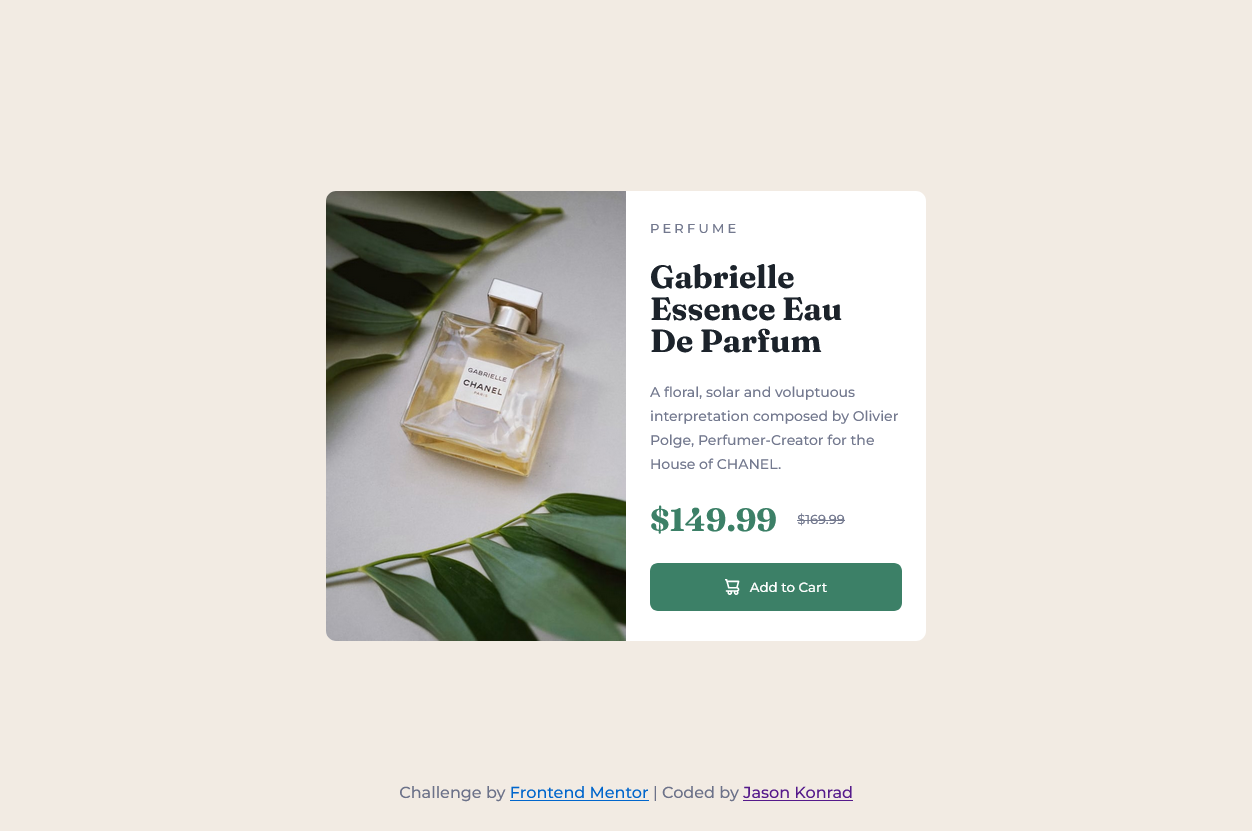 GABRIELLE
CHANEL
PARIS
PERFUME
Gabrielle
Essence Eau
De Parfum
A floral, solar and voluptuous
interpretation composed by Olivier
Polge, Perfumer-Creator for the
House of CHANEL.
$149.99 $169.99
Add to Cart
Challenge by Frontend Mentor | Coded by Jason Konrad